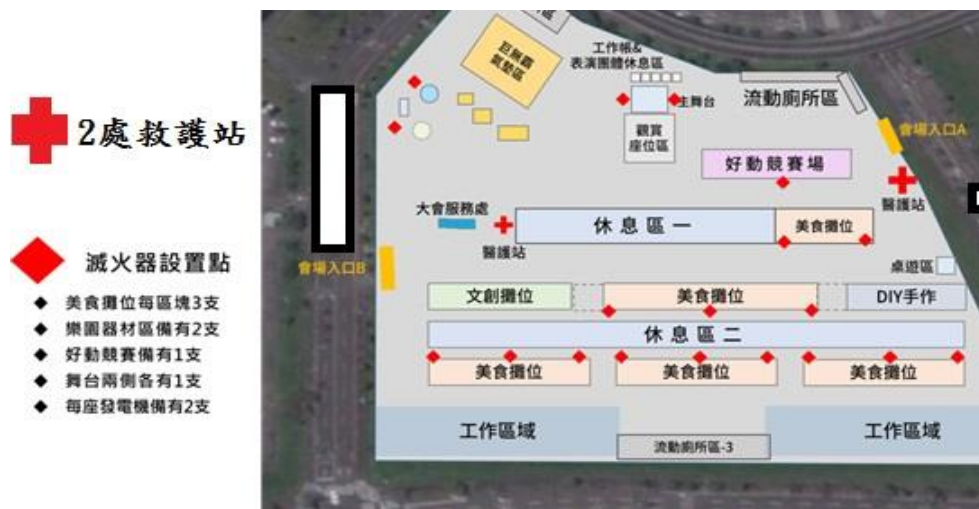 2處救護站
滅火器設置點
美食攤位每區塊3支
樂園器材區備有2支
好動競賽備有1支
舞台兩側各有1支
每座發電機備有2支
巨無霸
氣墊區
工作帳&
表演團體休息區
主舞台
觀賞
座位區
流動廁所區
會場入口A
好動競賽場
醫護站
大會服務處
醫護站
休息區一
美食攤位
會場入口B
桌遊區
文創攤位
美食攤位
DIY手作
休息區二
美食攤位
美食攤位
美食攤位
工作區域
流動廁所區-3
工作區域